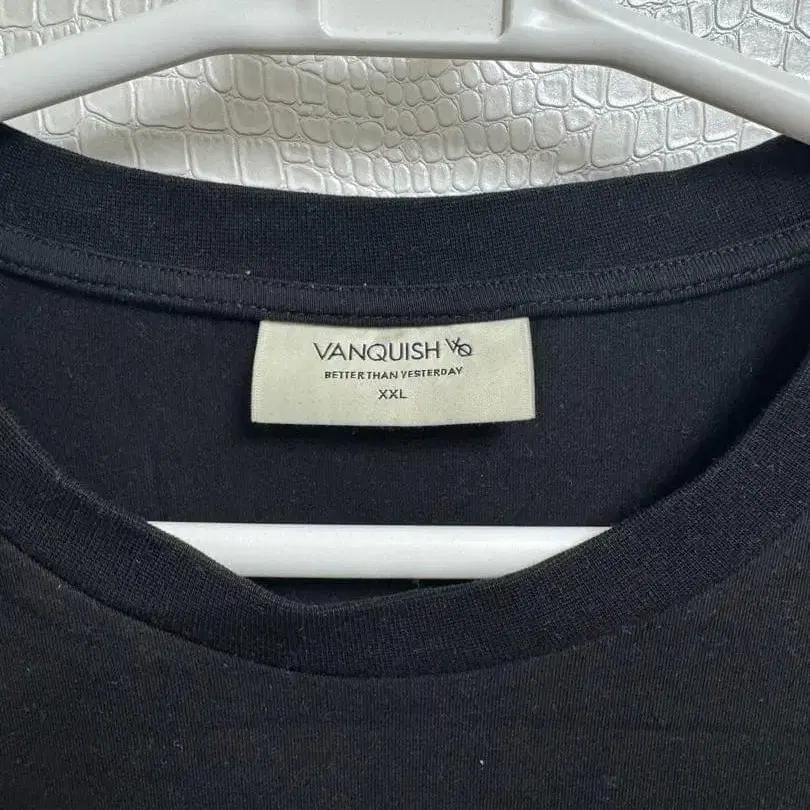 VANQUISH VQ
BETTER THAN YESTERDAY
XXL